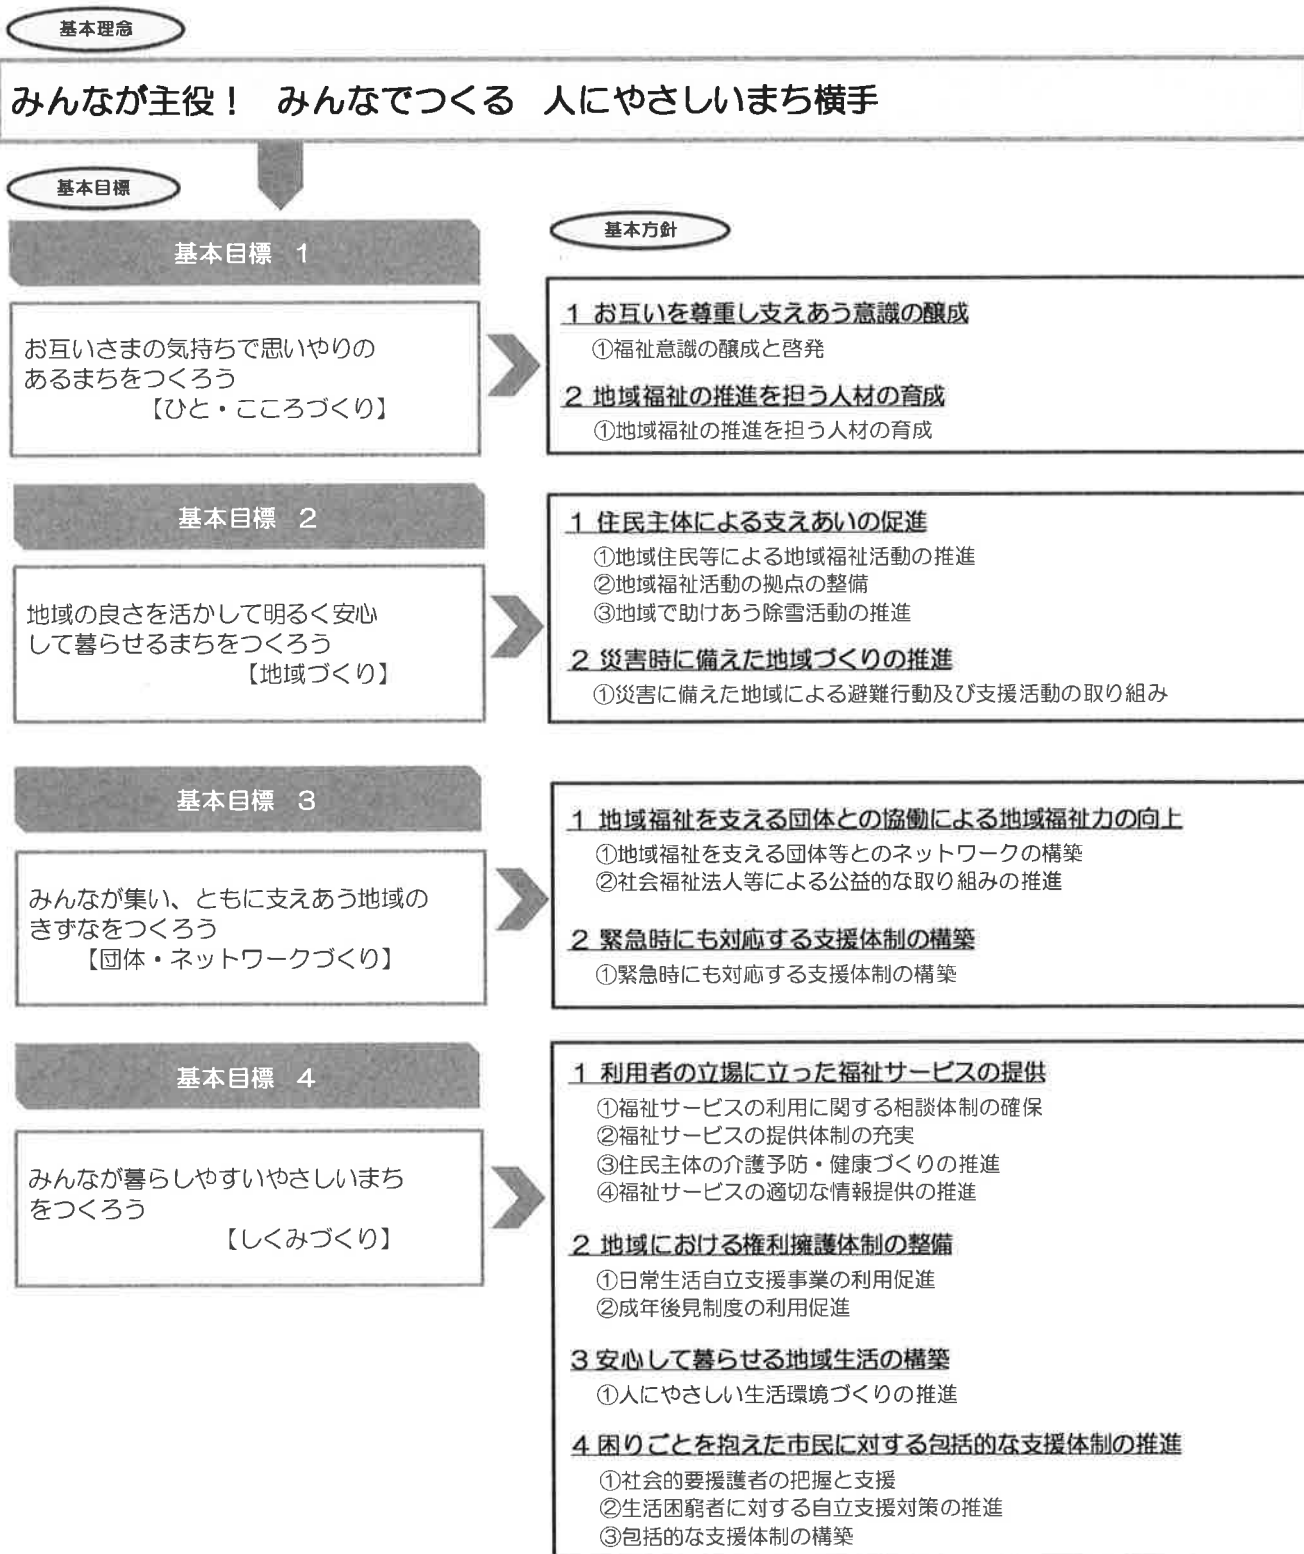 基本理念
みんなが主役！　みんなでつくる　人にやさしいまち横手
基本目標
基本目標　1
お互いさまの気持ちで思いやりの
あるまちをつくろう
【ひと・こころづくり】
基本方針
1 お互いを尊重し支えあう意識の醸成
①福祉意識の醸成と啓発
2 地域福祉の推進を担う人材の育成
①地域福祉の推進を担う人材の育成
基本目標　2
地域の良さを活かして明るく安心
して暮らせるまちをつくろう
【地域づくり】
1 住民主体による支えあいの促進
①地域住民等による地域福祉活動の推進
②地域福祉活動の拠点の整備
③地域で助けあう除雪活動の推進
2 災害時に備えた地域づくりの推進
①災害に備えた地域による避難行動及び支援活動の取り組み
基本目標　3
みんなが集い、ともに支えあう地域の
きずなをつくろう
【団体・ネットワークづくり】
1 地域福祉を支える団体との協働による地域福祉力の向上
①地域福祉を支える団体等とのネットワークの構築
②社会福祉法人等による公益的な取り組みの推進
2 緊急時にも対応する支援体制の構築
①緊急時にも対応する支援体制の構築
基本目標　4
みんなが暮らしやすいやさしいまち
をつくろう
【しくみづくり】
1 利用者の立場に立った福祉サービスの提供
①福祉サービスの利用に関する相談体制の確保
②福祉サービスの提供体制の充実
③住民主体の介護予防・健康づくりの推進
④福祉サービスの適切な情報提供の推進
2 地域における権利擁護体制の整備
①日常生活自立支援事業の利用促進
②成年後見制度の利用促進
3 安心して暮らせる地域生活の構築
①人にやさしい生活環境づくりの推進
4 困りごとを抱えた市民に対する包括的な支援体制の推進
①社会的要援護者の把握と支援
②生活困窮者に対する自立支援対策の推進
③包括的な支援体制の構築